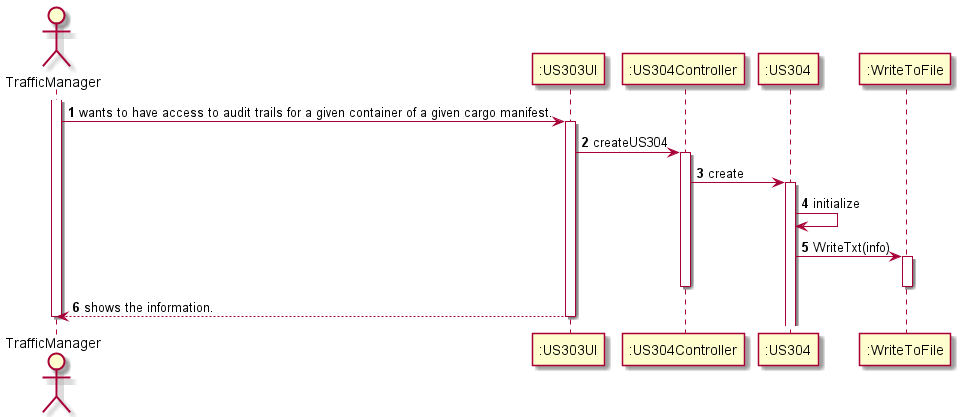 TrafficManager
:US303UI
:US304Controller
:US304
:WriteToFile
1 wants to have access to audit trails for a given container of a given cargo manifest.
2 createUS304
3 create
4 initialize
5 WriteTxt(info)
6 shows the information.
TrafficManager
:US303UI
:US304Controller
:US304
:WriteToFile